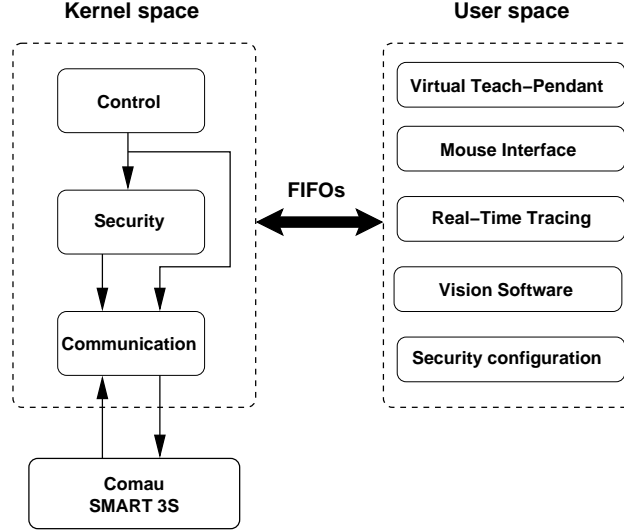 Kernel space
User space
Control
Security
Communication
Comau
SMART 3S
FIFOs
Virtual Teach−Pendant
Mouse Interface
Real−Time Tracing
Vision Software
Security configuration